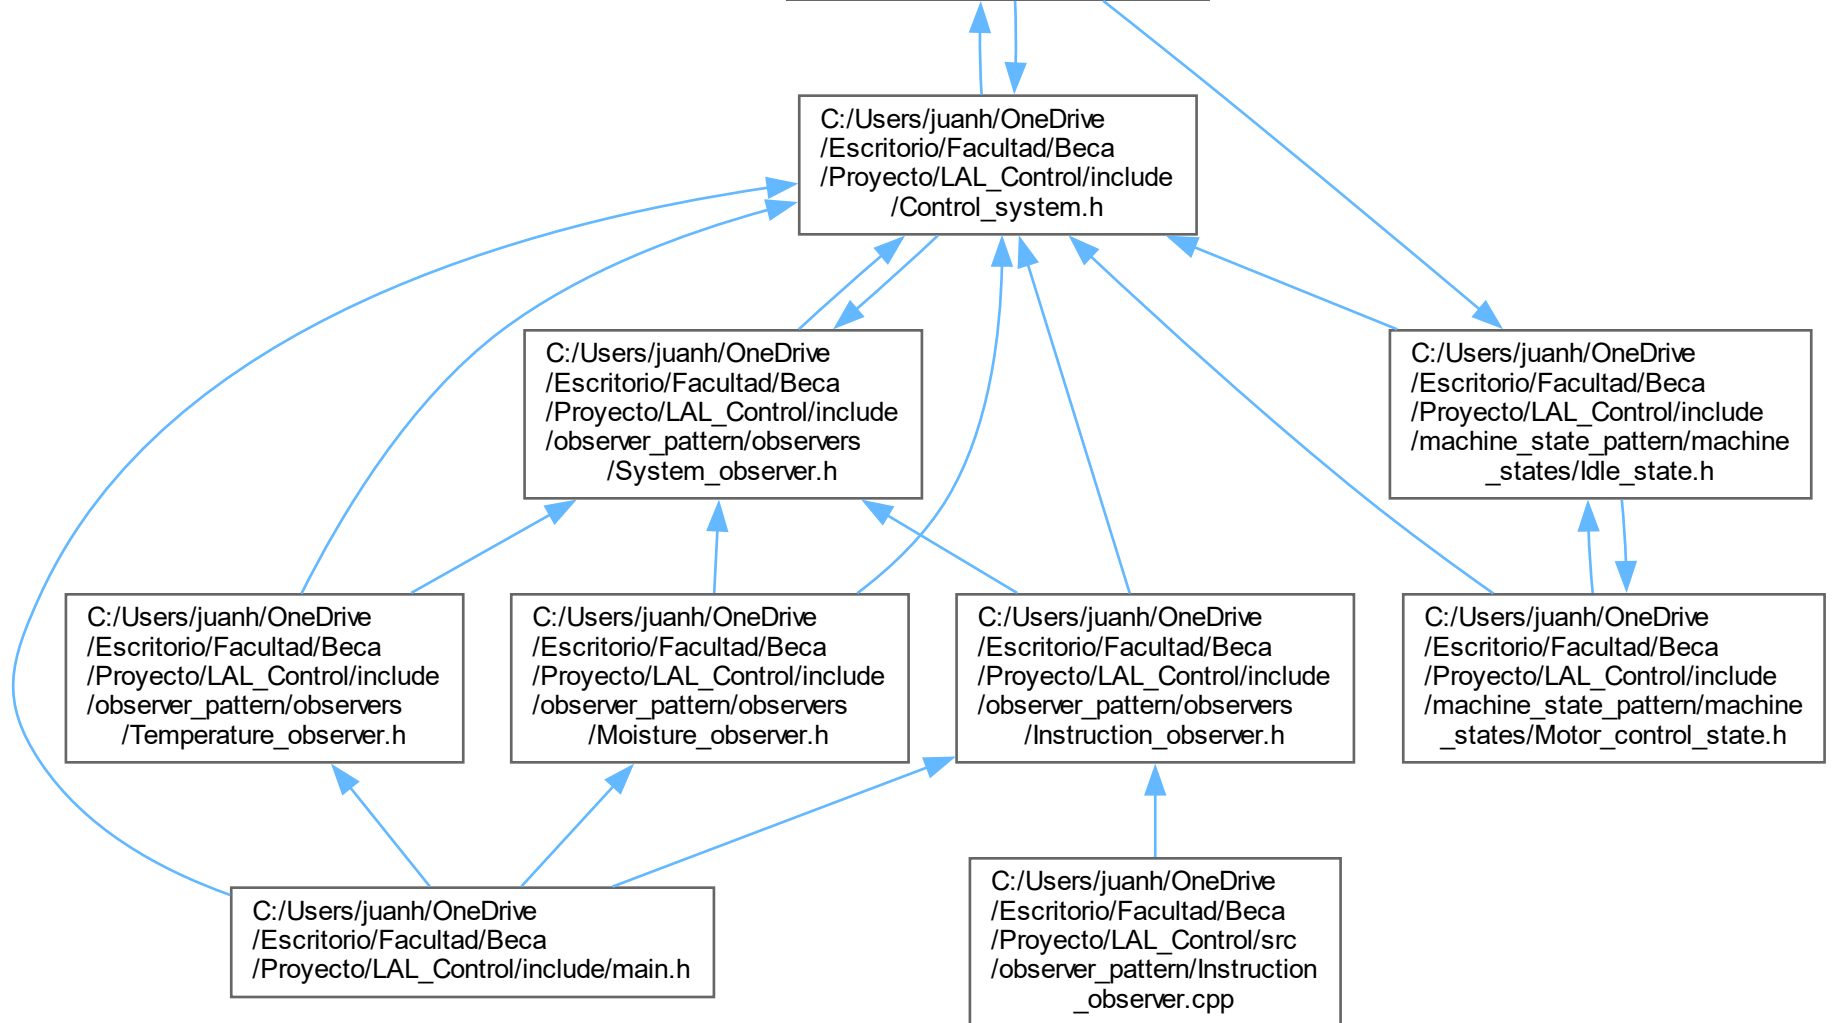 C:/Users/juanh/OneDrive
/Escritorio/Facultad/Beca
/Proyecto/LAL_Control/include
/Control_system.h
C:/Users/juanh/OneDrive
/Escritorio/Facultad/Beca
/Proyecto/LAL_Control/include
/observer_pattern/observers
/System_observer.h
C:/Users/juanh/OneDrive
/Escritorio/Facultad/Beca
/Proyecto/LAL_Control/include
/machine_state_pattern/machine
_states/Idle_state.h
C:/Users/juanh/OneDrive
/Escritorio/Facultad/Beca
/Proyecto/LAL_Control/include
/observer_pattern/observers
/Temperature_observer.h
C:/Users/juanh/OneDrive
/Escritorio/Facultad/Beca
/Proyecto/LAL_Control/include
/observer_pattern/observers
/Moisture_observer.h
C:/Users/juanh/OneDrive
/Escritorio/Facultad/Beca
/Proyecto/LAL_Control/include
/observer_pattern/observers
/Instruction_observer.h
C:/Users/juanh/OneDrive
/Escritorio/Facultad/Beca
/Proyecto/LAL_Control/include
/machine_state_pattern/machine
_states/Motor_control_state.h
C:/Users/juanh/OneDrive
/Escritorio/Facultad/Beca
/Proyecto/LAL_Control/include/main.h
C:/Users/juanh/OneDrive
/Escritorio/Facultad/Beca
/Proyecto/LAL_Control/src
/observer_pattern/Instruction
_observer.cpp